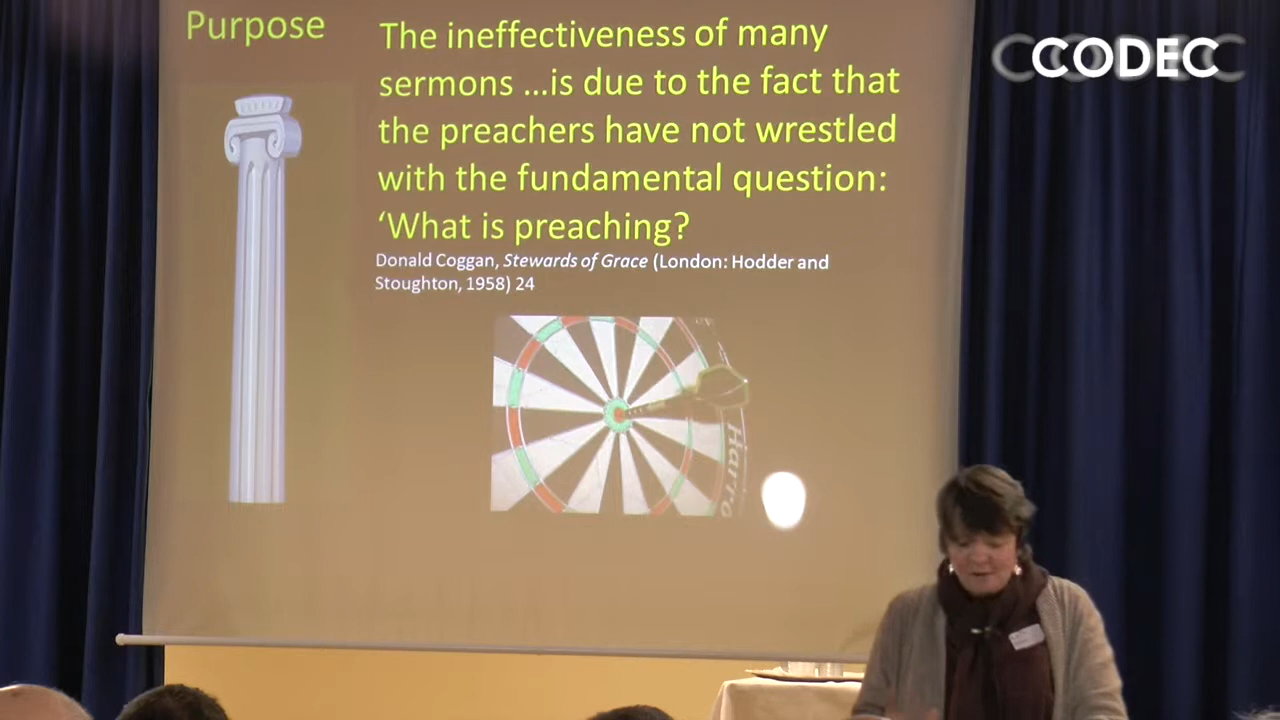 Purpose
The ineffectiveness of many
sermons ...is due to the fact that
the preachers have not wrestled
with the fundamental question:
‘What is preaching?
Donald Coggan, Stewards of Grace (London: Hodder and
Stoughton, 1958) 24
Harro
CODEC